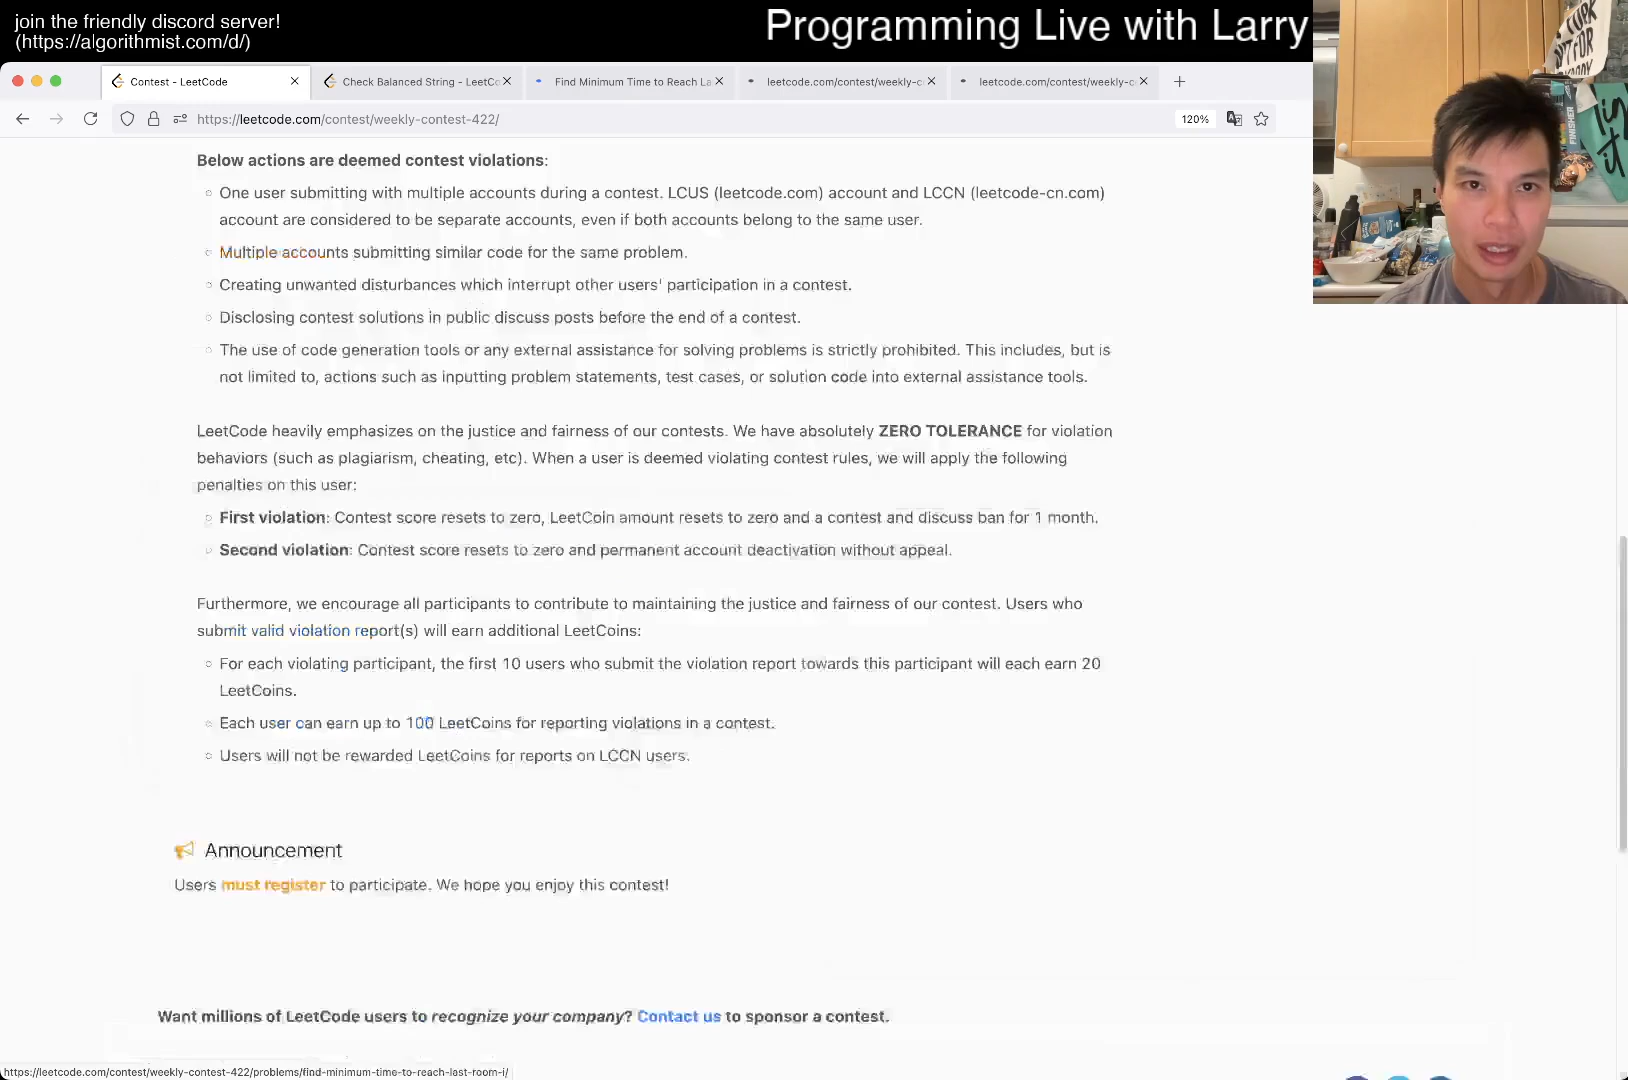 join the friendly discord server!
(https://algorithmist.com/d/)
Programming Live with Larry
Contest - LeetCode
Check Balanced String - LeetCo
Find Minimum Time to Reach La
leetcode.com/contest/weekly-c
leetcode.com/contest/weekly-c
https://leetcode.com/contest/weekly-contest-422/
120%
Below actions are deemed contest violations:
One user submitting with multiple accounts during a contest. LCUS (leetcode.com) account and LCCN (leetcode-cn.com)
account are considered to be separate accounts, even if both accounts belong to the same user.
Multiple accounts submitting similar code for the same problem.
Creating unwanted disturbances which interrupt other users' participation in a contest.
Disclosing contest solutions in public discuss posts before the end of a contest.
The use of code generation tools or any external assistance for solving problems is strictly prohibited. This includes, but is
not limited to, actions such as inputting problem statements, test cases, or solution code into external assistance tools.
LeetCode heavily emphasizes on the justice and fairness of our contests. We have absolutely ZERO TOLERANCE for violation
behaviors (such as plagiarism, cheating, etc). When a user is deemed violating contest rules, we will apply the following
penalties on this user:
First violation: Contest score resets to zero, LeetCoin amount resets to zero and a contest and discuss ban for 1 month.
Second violation: Contest score resets to zero and permanent account deactivation without appeal.
Furthermore, we encourage all participants to contribute to maintaining the justice and fairness of our contest. Users who
submit valid violation report(s) will earn additional LeetCoins:
For each violating participant, the first 10 users who submit the violation report towards this participant will each earn 20
LeetCoins.
Each user can earn up to 100 LeetCoins for reporting violations in a contest.
Users will not be rewarded LeetCoins for reports on LCCN users.
Announcement
Users must register to participate. We hope you enjoy this contest!
Want millions of LeetCode users to recognize your company? Contact us to sponsor a contest.
https://leetcode.com/contest/weekly-contest-422/problems/find-minimum-time-to-reach-last-room-i/